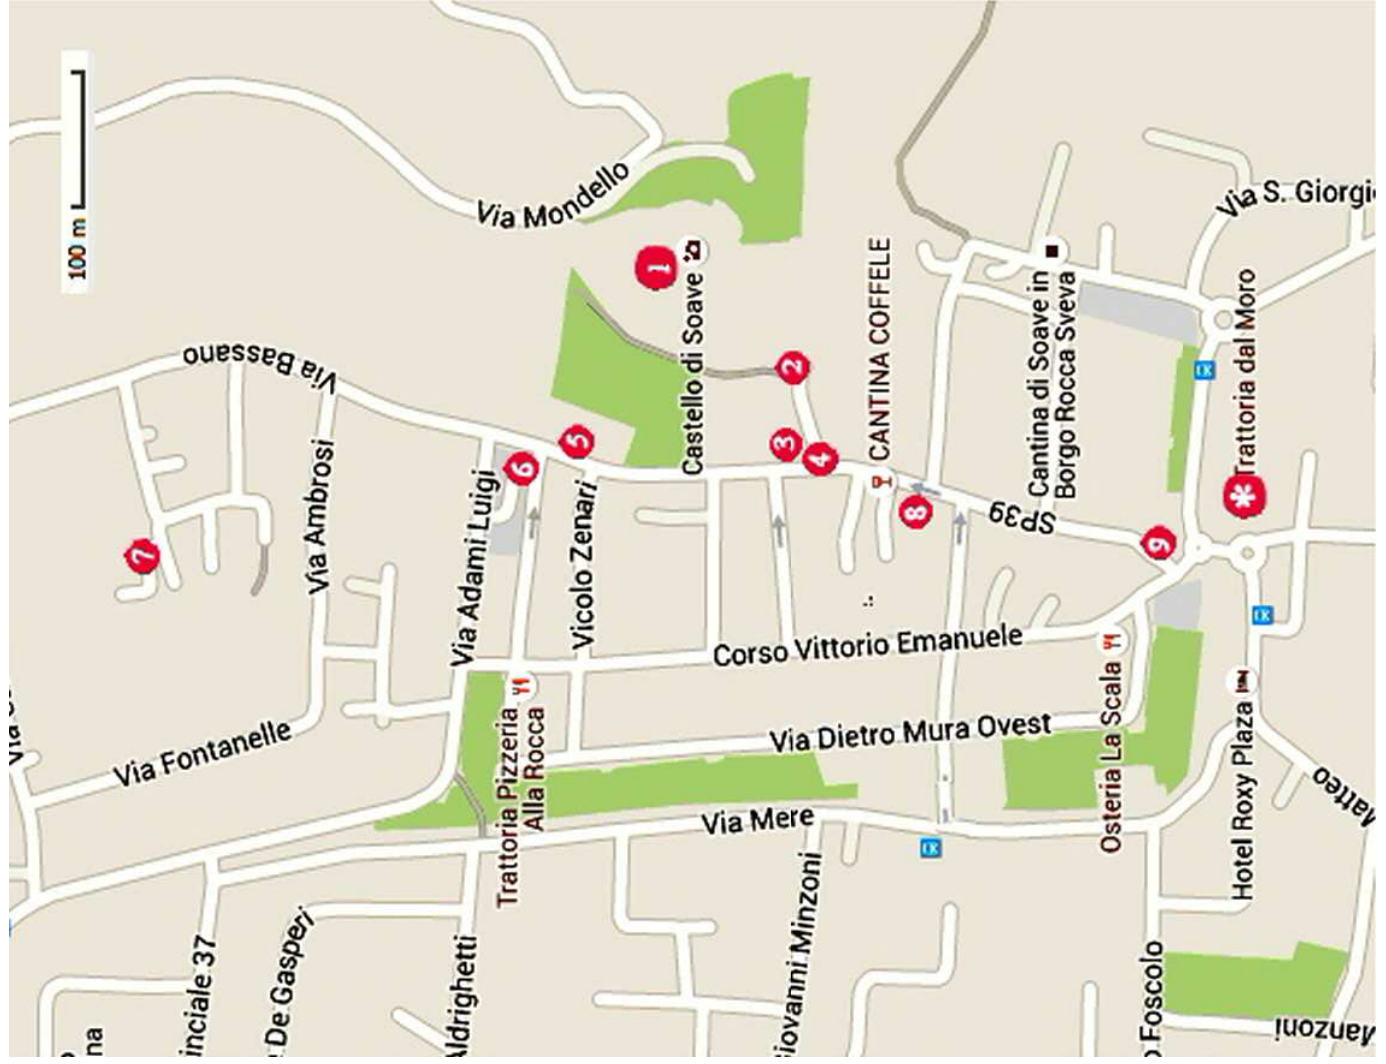 100 m
7
na
Via Fontanelle
inciale 37
Via Bassano
De Gasperi
Via Ambrosi
Via Adami Luigi
Aldrighetti
6
Trattoria Pizzeria
Alla Rocca
Via Mondello
5
Vicolo Zenari
1
Castello di Soave
2
3
4
Via Mere
iovanni Minzoni
Corso Vittorio Emanuele
Via Dietro Mura Ovest
CANTINA COFFELE
8
SP39
Cantina di Soave in
Borgo Rocca Sveva
Osteria La Scala
9
o Foscolo
Trattoria dal Moro
*
Hotel Roxy Plaza
Via S. Giorgi
Matteo
Manzoni